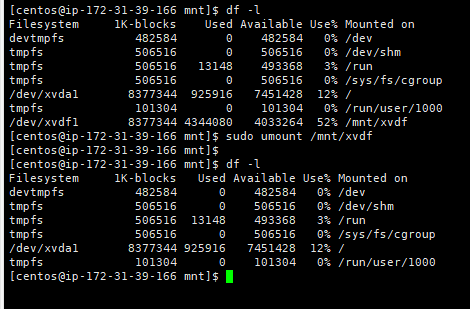 [centos@ip-172-31-39-166 mnt]$ df -l
Filesystem 1K-blocks Used Available Use% Mounted on
devtmpfs 482584 0 482584 0% /dev
tmpfs 506516 0 506516 0% /dev/shm
tmpfs 506516 13148 493368 3% /run
tmpfs 506516 0 506516 0% /sys/fs/cgroup
/dev/xvda1 8377344 925916 7451428 12% /
tmpfs 101304 0 101304 0% /run/user/1000
/dev/xvdf1 8377344 4344080 4033264 52% /mnt/xvdf
[centos@ip-172-31-39-166 mnt]$ sudo umount /mnt/xvdf
[centos@ip-172-31-39-166 mnt]$
[centos@ip-172-31-39-166 mnt]$ df -l
Filesystem 1K-blocks Used Available Use% Mounted on
devtmpfs 482584 0 482584 0% /dev
tmpfs 506516 0 506516 0% /dev/shm
tmpfs 506516 13148 493368 3% /run
tmpfs 506516 0 506516 0% /sys/fs/cgroup
/dev/xvda1 8377344 925916 7451428 12% /
tmpfs 101304 0 101304 0% /run/user/1000
[centos@ip-172-31-39-166 mnt]$